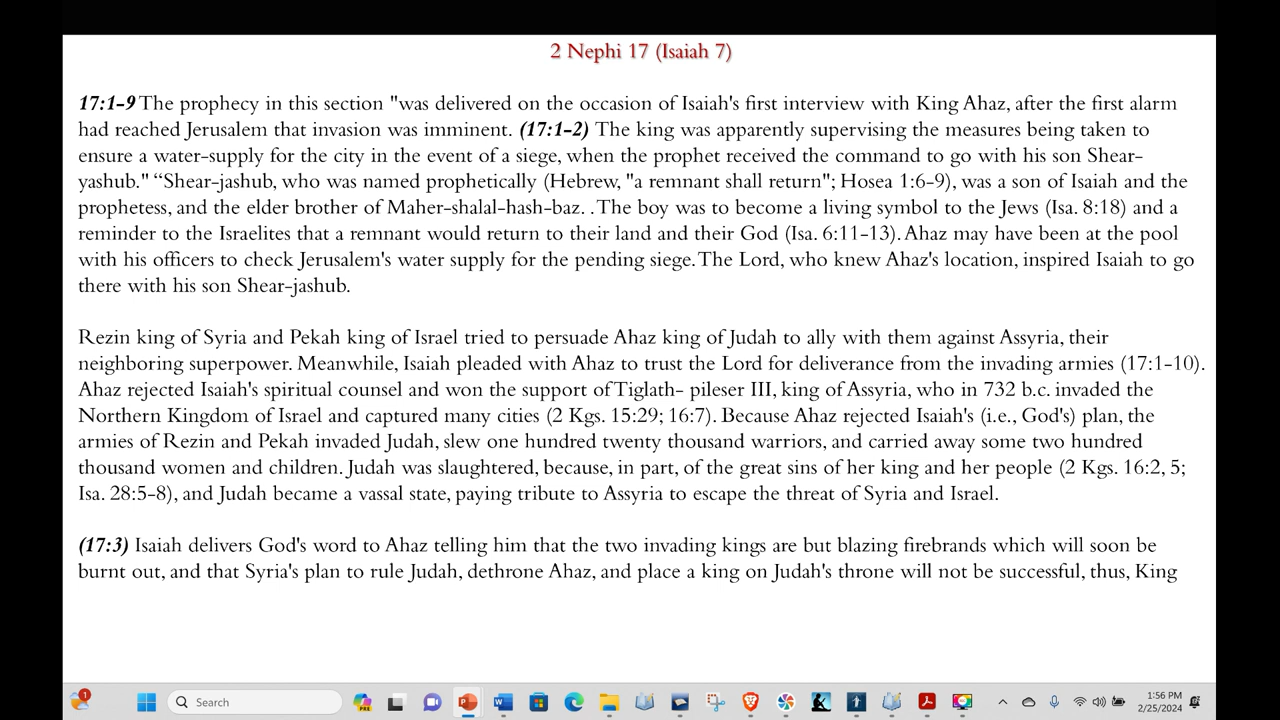 2 Nephi 17 (Isaiah 7)
17:1-9 The prophecy in this section "was delivered on the occasion of Isaiah's first interview with King Ahaz, after the first alarm
had reached Jerusalem that invasion was imminent. (17:1-2) The king was apparently supervising the measures being taken to
ensure a water-supply for the city in the event of a siege, when the prophet received the command to go with his son Shear-
yashub." “Shear-jashub, who was named prophetically (Hebrew, "a remnant shall return"; Hosea 1:6-9), was a son of Isaiah and the
prophetess, and the elder brother of Maher-shalal-hash-baz. . The boy was to become a living symbol to the Jews (Isa. 8:18) and a
reminder to the Israelites that a remnant would return to their land and their God (Isa. 6:11-13). Ahaz may have been at the pool
with his officers to check Jerusalem's water supply for the pending siege. The Lord, who knew Ahaz's location, inspired Isaiah to go
there with his son Shear-jashub.
Rezin king of Syria and Pekah king of Israel tried to persuade Ahaz king of Judah to ally with them against Assyria, their
neighboring superpower. Meanwhile, Isaiah pleaded with Ahaz to trust the Lord for deliverance from the invading armies (17:1-10).
Ahaz rejected Isaiah's spiritual counsel and won the support of Tiglath- pileser III, king of Assyria, who in 732 b.c. invaded the
Northern Kingdom of Israel and captured many cities (2 Kgs. 15:29; 16:7). Because Ahaz rejected Isaiah's (i.e., God's) plan, the
armies of Rezin and Pekah invaded Judah, slew one hundred twenty thousand warriors, and carried away some two hundred
thousand women and children. Judah was slaughtered, because, in part, of the great sins of her king and her people (2 Kgs. 16:2, 5;
Isa. 28:5-8), and Judah became a vassal state, paying tribute to Assyria to escape the threat of Syria and Israel.
(17:3) Isaiah delivers God's word to Ahaz telling him that the two invading kings are but blazing firebrands which will soon be
burnt out, and that Syria's plan to rule Judah, dethrone Ahaz, and place a king on Judah's throne will not be successful, thus, King
1
Search
PRE
1:56 PM
2/25/2024